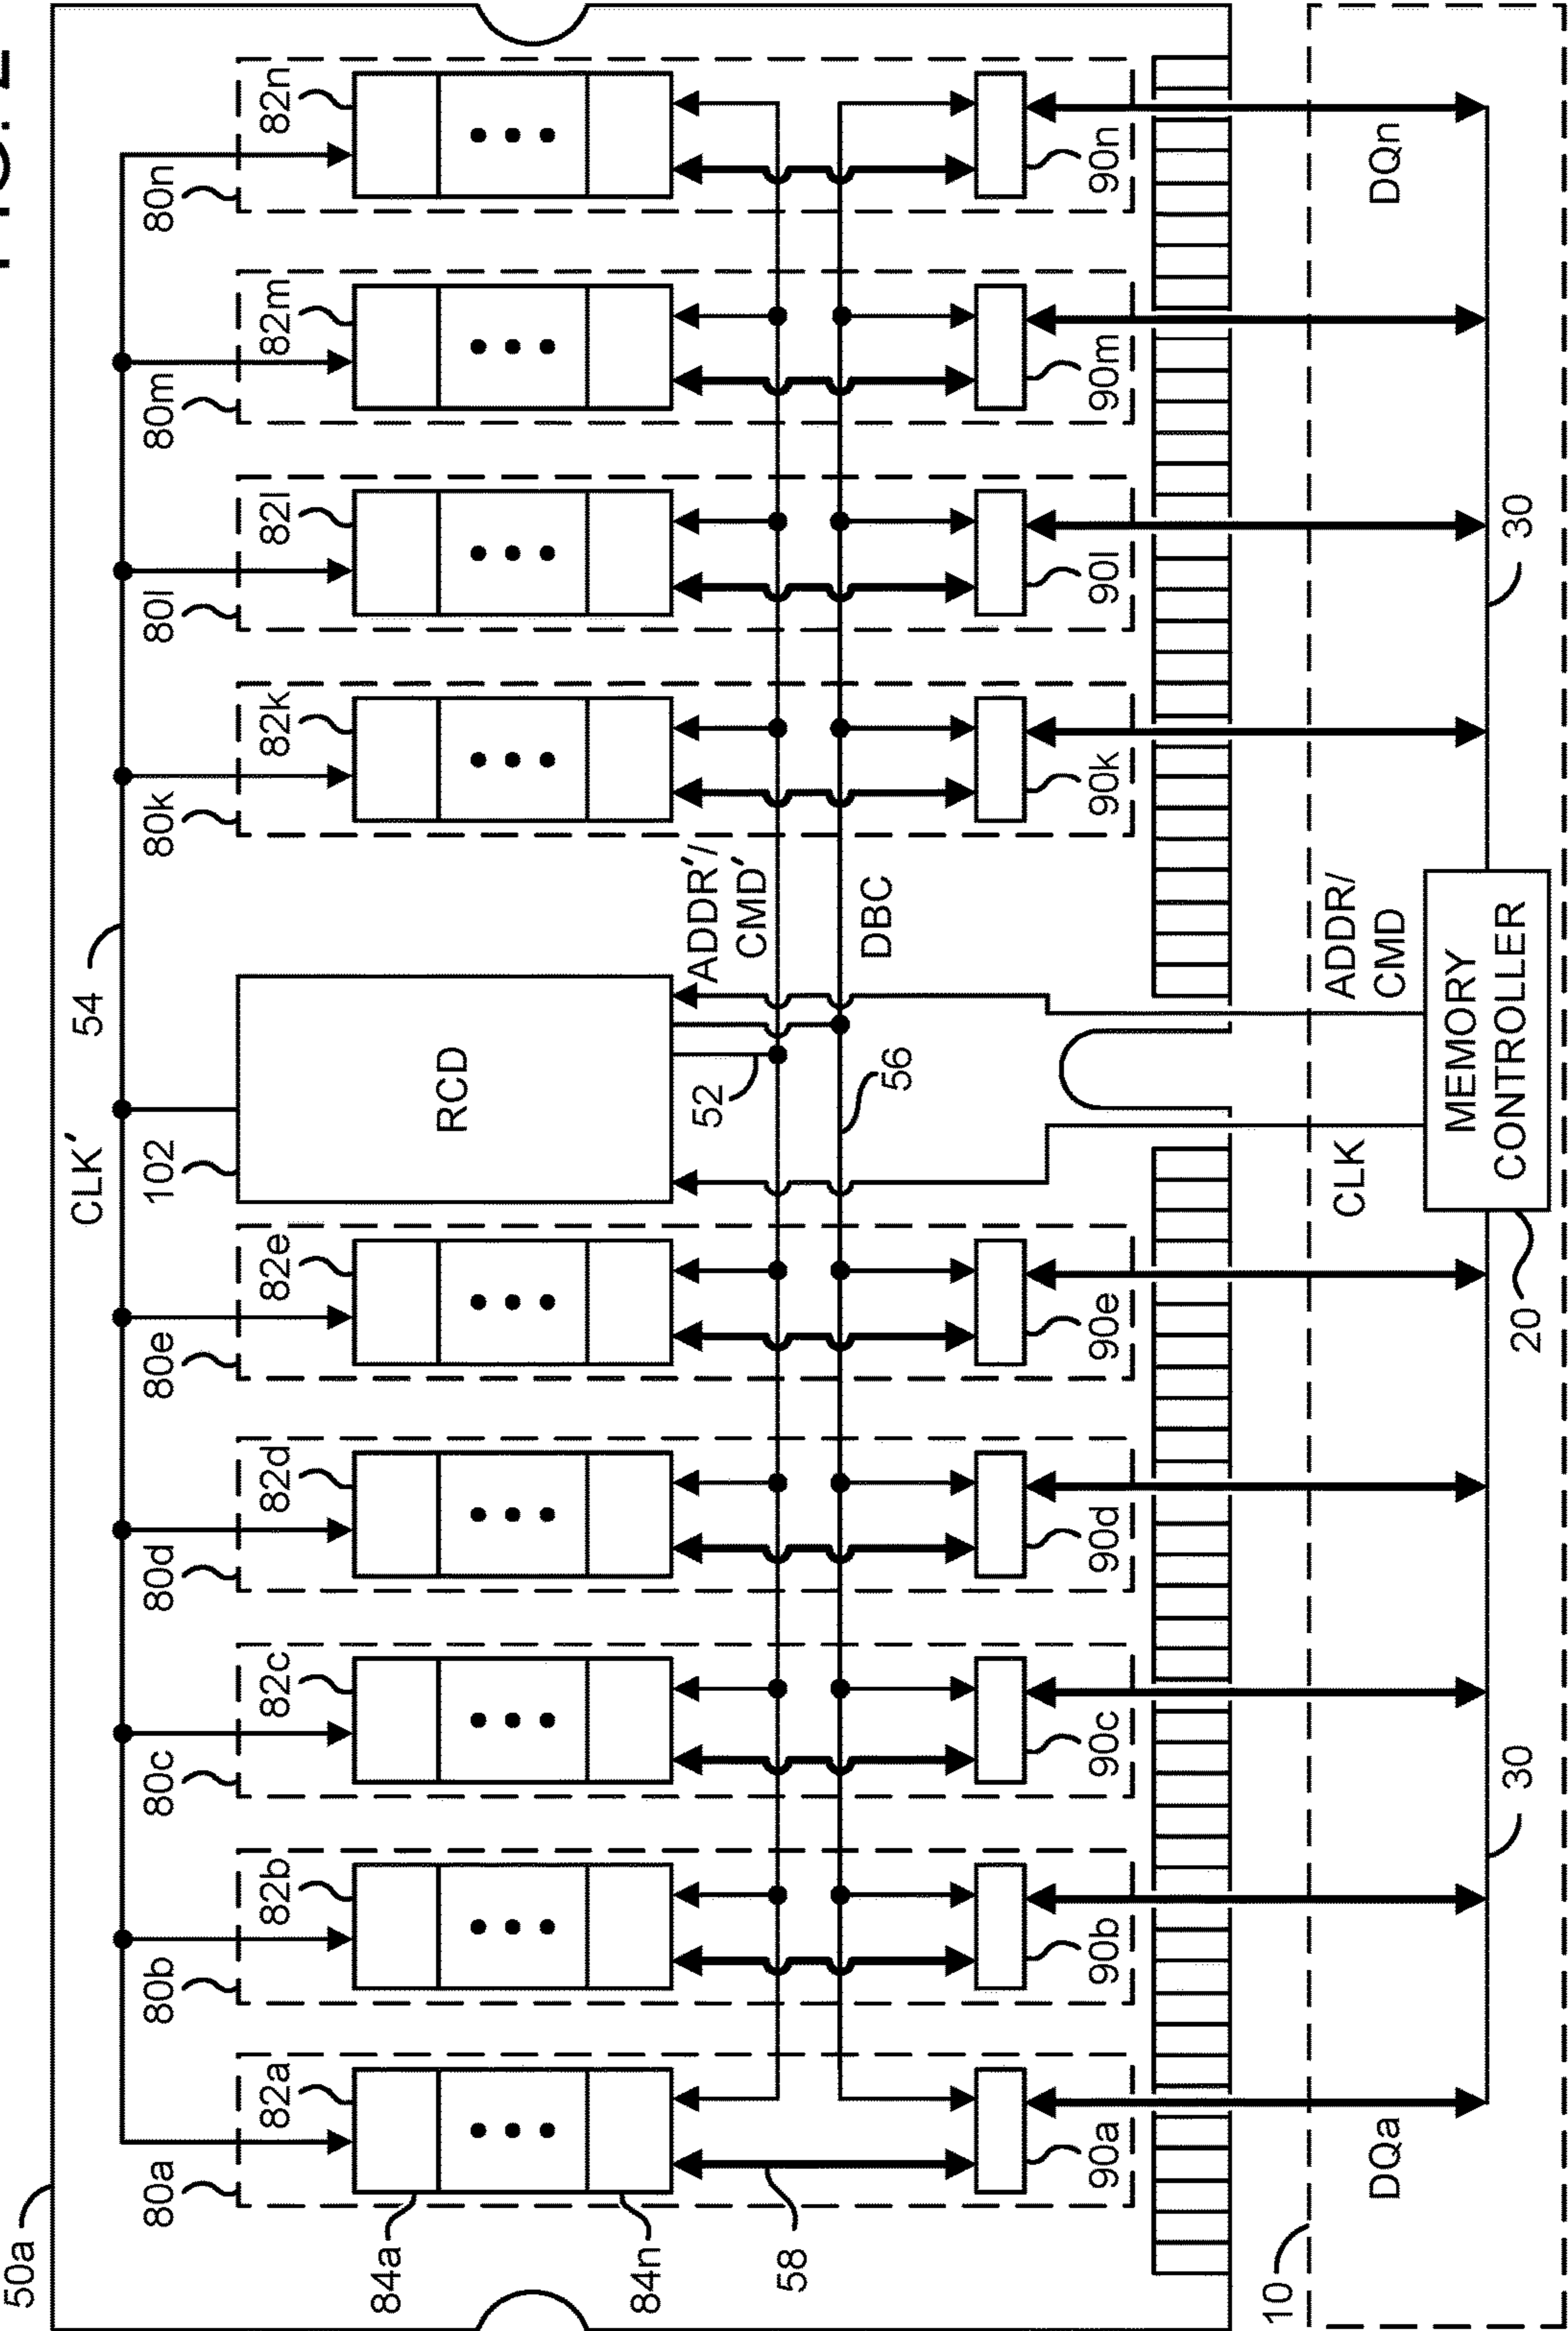 50a
54
CLK′
102
RCD
80a
82a
80b
82b
80c
82c
80d
82d
80e
82e
80k
82k
80l
82l
80m
82m
80n
82n
84a
84n
58
52
56
ADDR′/
CMD′
DBC
90a
90b
90c
90d
90e
90k
90l
90m
90n
10
DQa
CLK
ADDR/
CMD
DQn
30
30
MEMORY
CONTROLLER
20